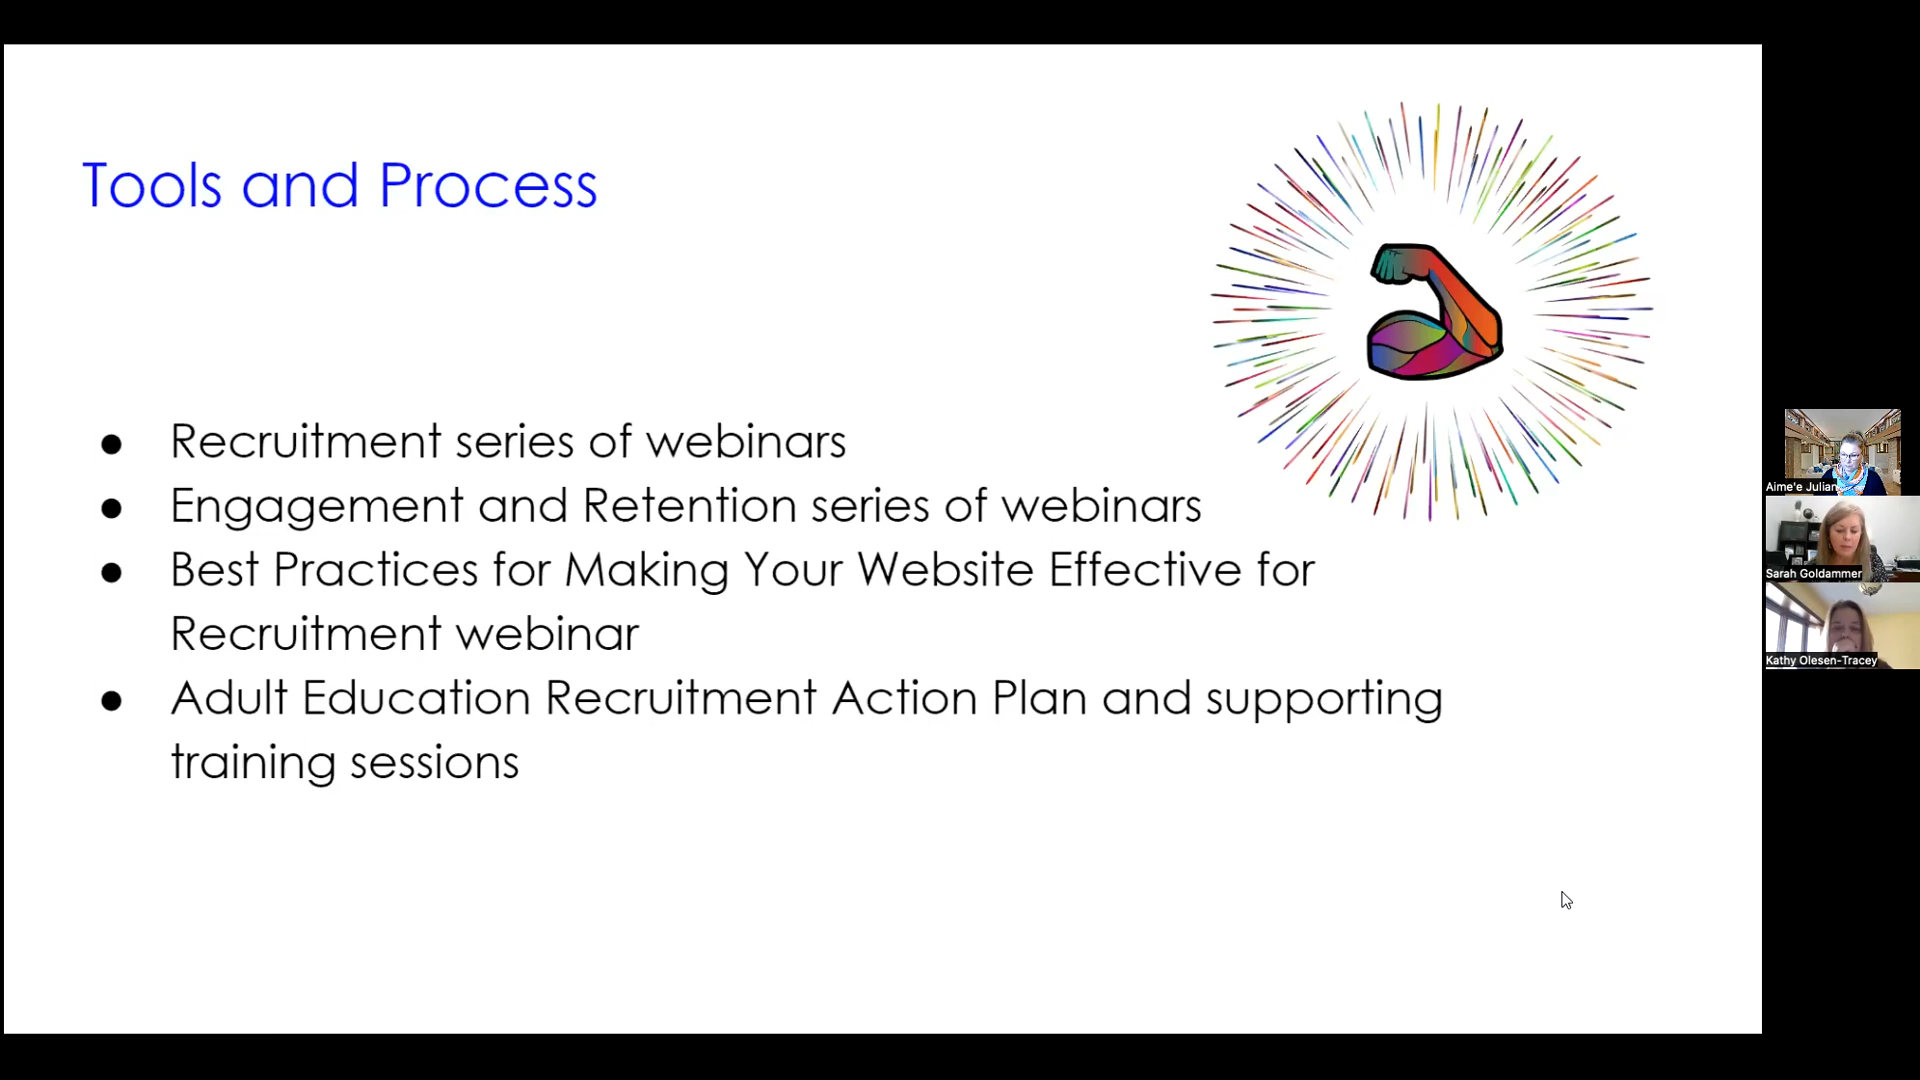 Tools and Process
● Recruitment series of webinars
● Engagement and Retention series of webinars
● Best Practices for Making Your Website Effective for
Recruitment webinar
● Adult Education Recruitment Action Plan and supporting
training sessions
Aime'e Julian
Sarah Goldammer
Kathy Olesen-Tracey